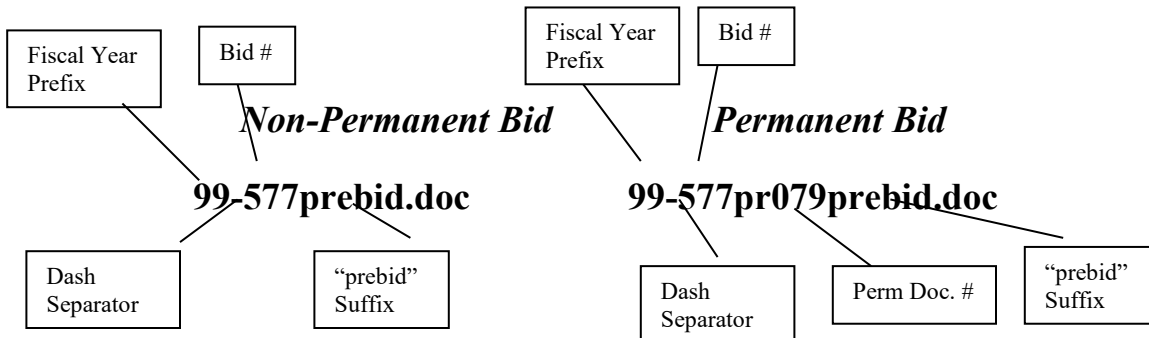 Fiscal Year
Prefix
Bid #
Fiscal Year
Prefix
Bid #
Non-Permanent Bid
Permanent Bid
99-577prebid.doc
99-577pr079prebid.doc
Dash
Separator
“prebid”
Suffix
Dash
Separator
Perm Doc. #
“prebid”
Suffix